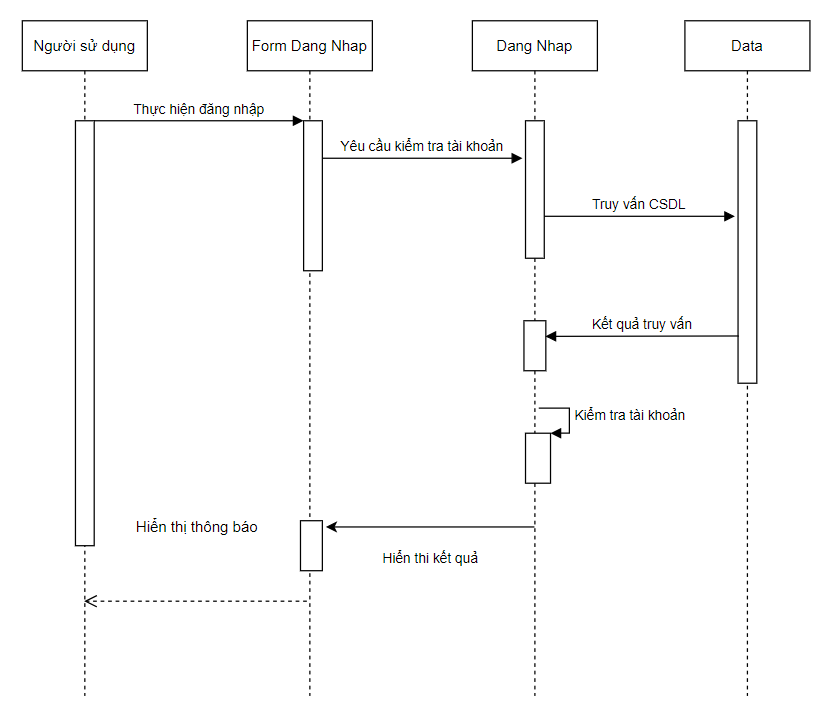 Người sử dụng
Form Dang Nhap
Dang Nhap
Data
Thực hiện đăng nhập
Yêu cầu kiểm tra tài khoản
Truy vấn CSDL
Kết quả truy vấn
Kiểm tra tài khoản
Hiển thị thông báo
Hiển thi kết quả